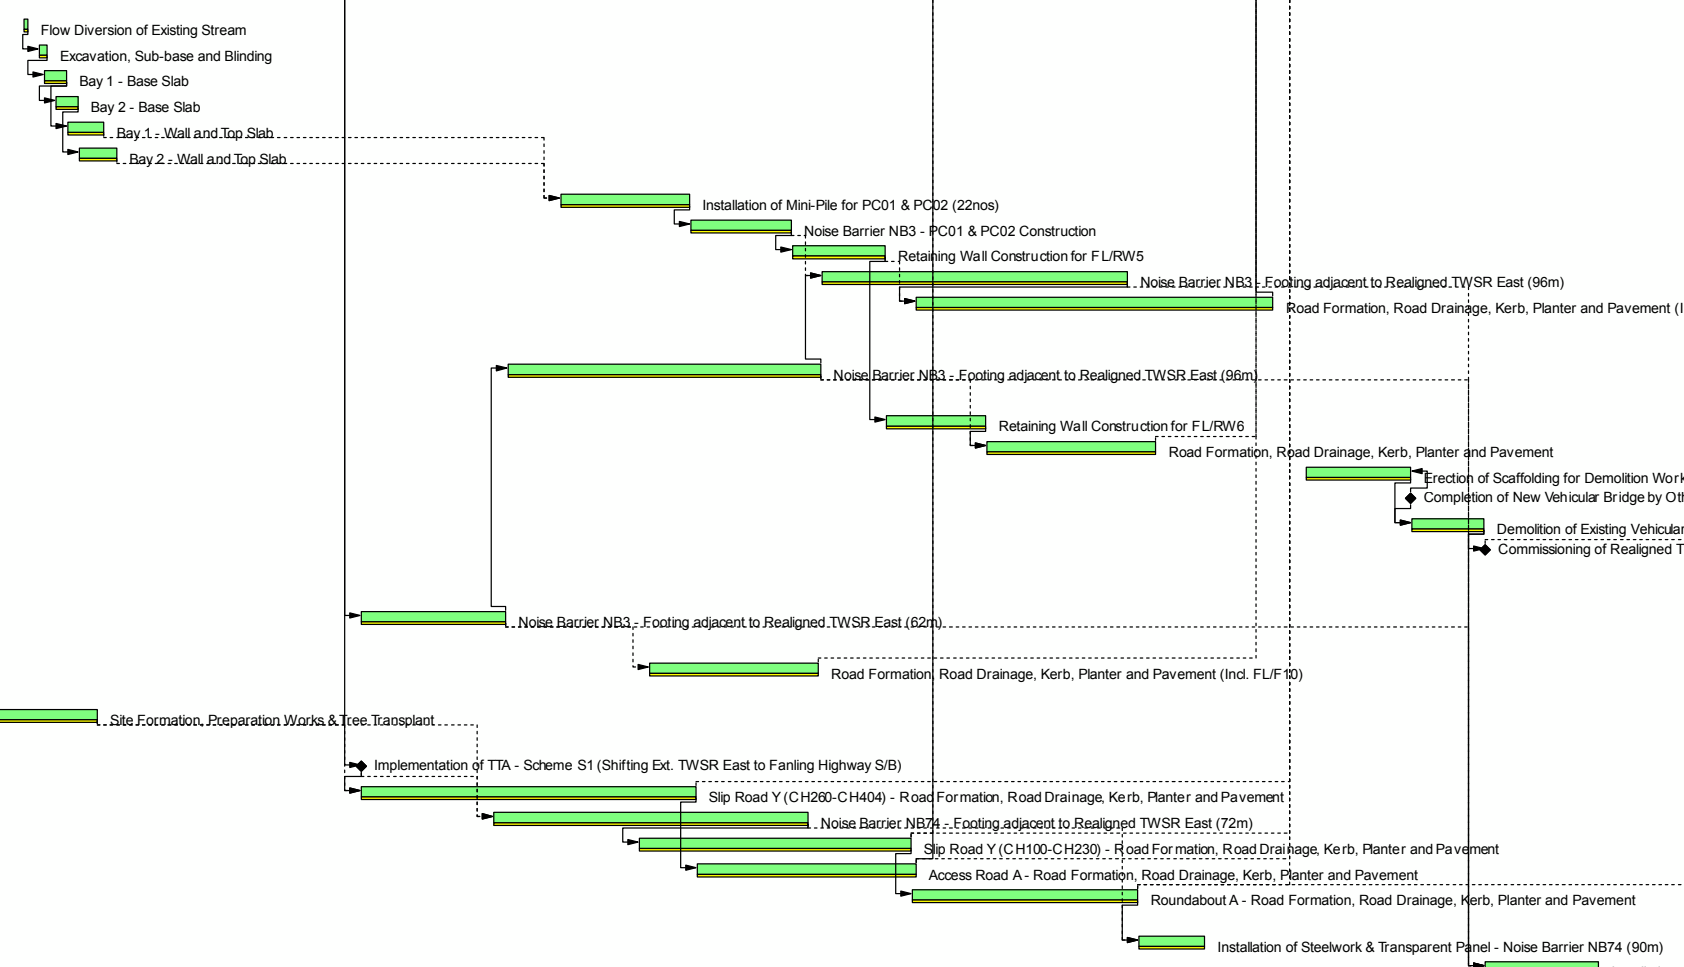 Flow Diversion of Existing Stream
Excavation, Sub-base and Blinding
Bay 1 - Base Slab
Bay 2 - Base Slab
Bay 1 - Wall and Top Slab
Bay 2 - Wall and Top Slab
Installation of Mini-Pile for PC01 & PC02 (22nos)
Noise Barrier NB3 - PC01 & PC02 Construction
Retaining Wall Construction for FL/RW5
Noise Barrier NB3 - Footing adjacent to Realigned TWSR East (96m)
Road Formation, Road Drainage, Kerb, Planter and Pavement (I
Noise Barrier NB3 - Footing adjacent to Realigned TWSR East (96m)
Retaining Wall Construction for FL/RW6
Road Formation, Road Drainage, Kerb, Planter and Pavement
Erection of Scaffolding for Demolition Work
Completion of New Vehicular Bridge by Oth
Demolition of Existing Vehicular
Commissioning of Realigned T
Noise Barrier NB3 - Footing adjacent to Realigned TWSR East (62m)
Road Formation, Road Drainage, Kerb, Planter and Pavement (Incl. FL/F10)
Site Formation, Preparation Works & Tree Transplant
Implementation of TTA - Scheme S1 (Shifting Ext. TWSR East to Fanling Highway S/B)
Slip Road Y (CH260-CH404) - Road Formation, Road Drainage, Kerb, Planter and Pavement
Noise Barrier NB74 - Footing adjacent to Realigned TWSR East (72m)
Slip Road Y (CH100-CH230) - Road Formation, Road Drainage, Kerb, Planter and Pavement
Access Road A - Road Formation, Road Drainage, Kerb, Planter and Pavement
Roundabout A - Road Formation, Road Drainage, Kerb, Planter and Pavement
Installation of Steelwork & Transparent Panel - Noise Barrier NB74 (90m)